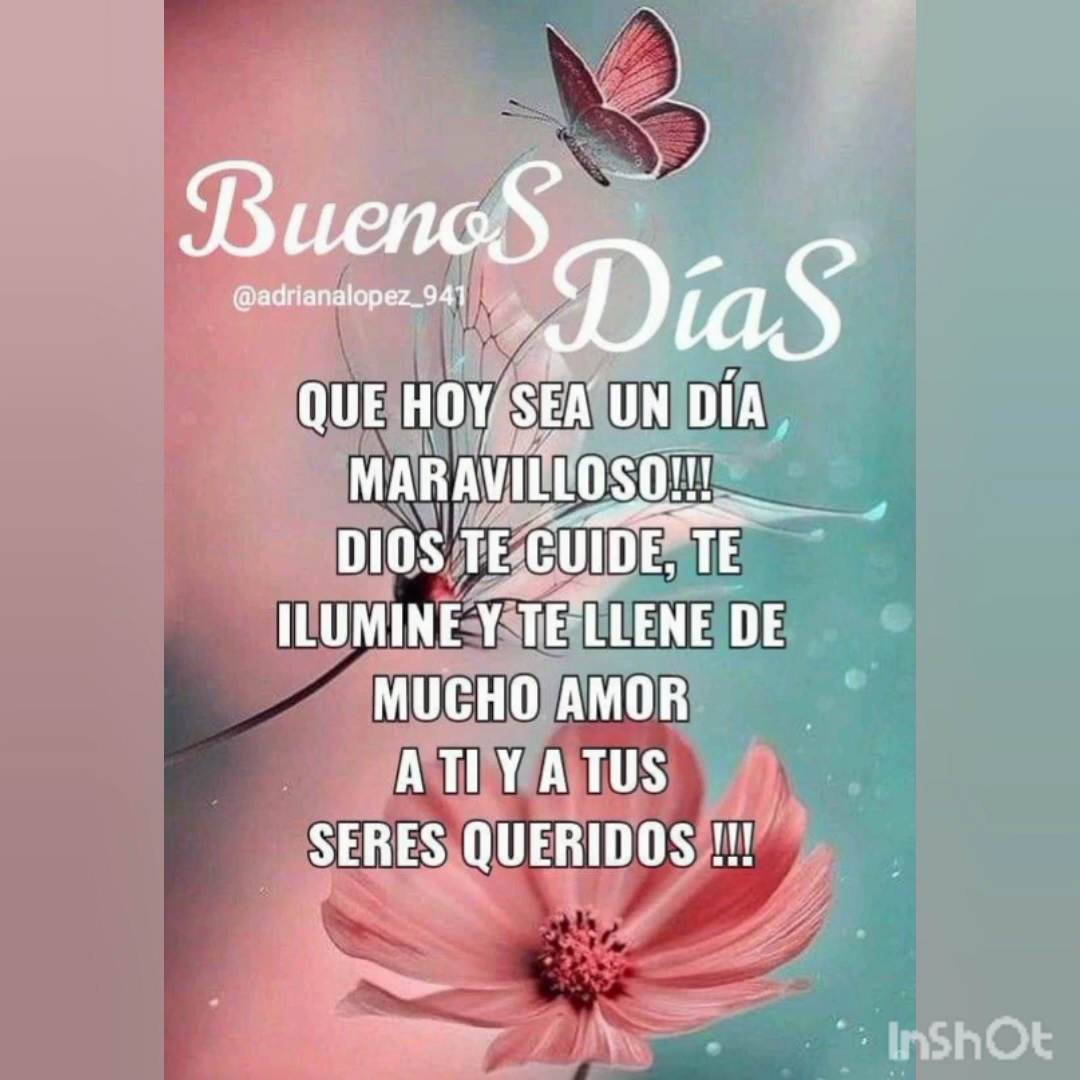 BuenoS
DíaS
@adrianalopez_941
QUE HOY SEA UN DÍA
MARAVILLOSO!!!
DIOS TE CUIDE, TE
ILUMINE Y TE LLENE DE
MUCHO AMOR
A TI Y A TUS
SERES QUERIDOS !!!
InShOt